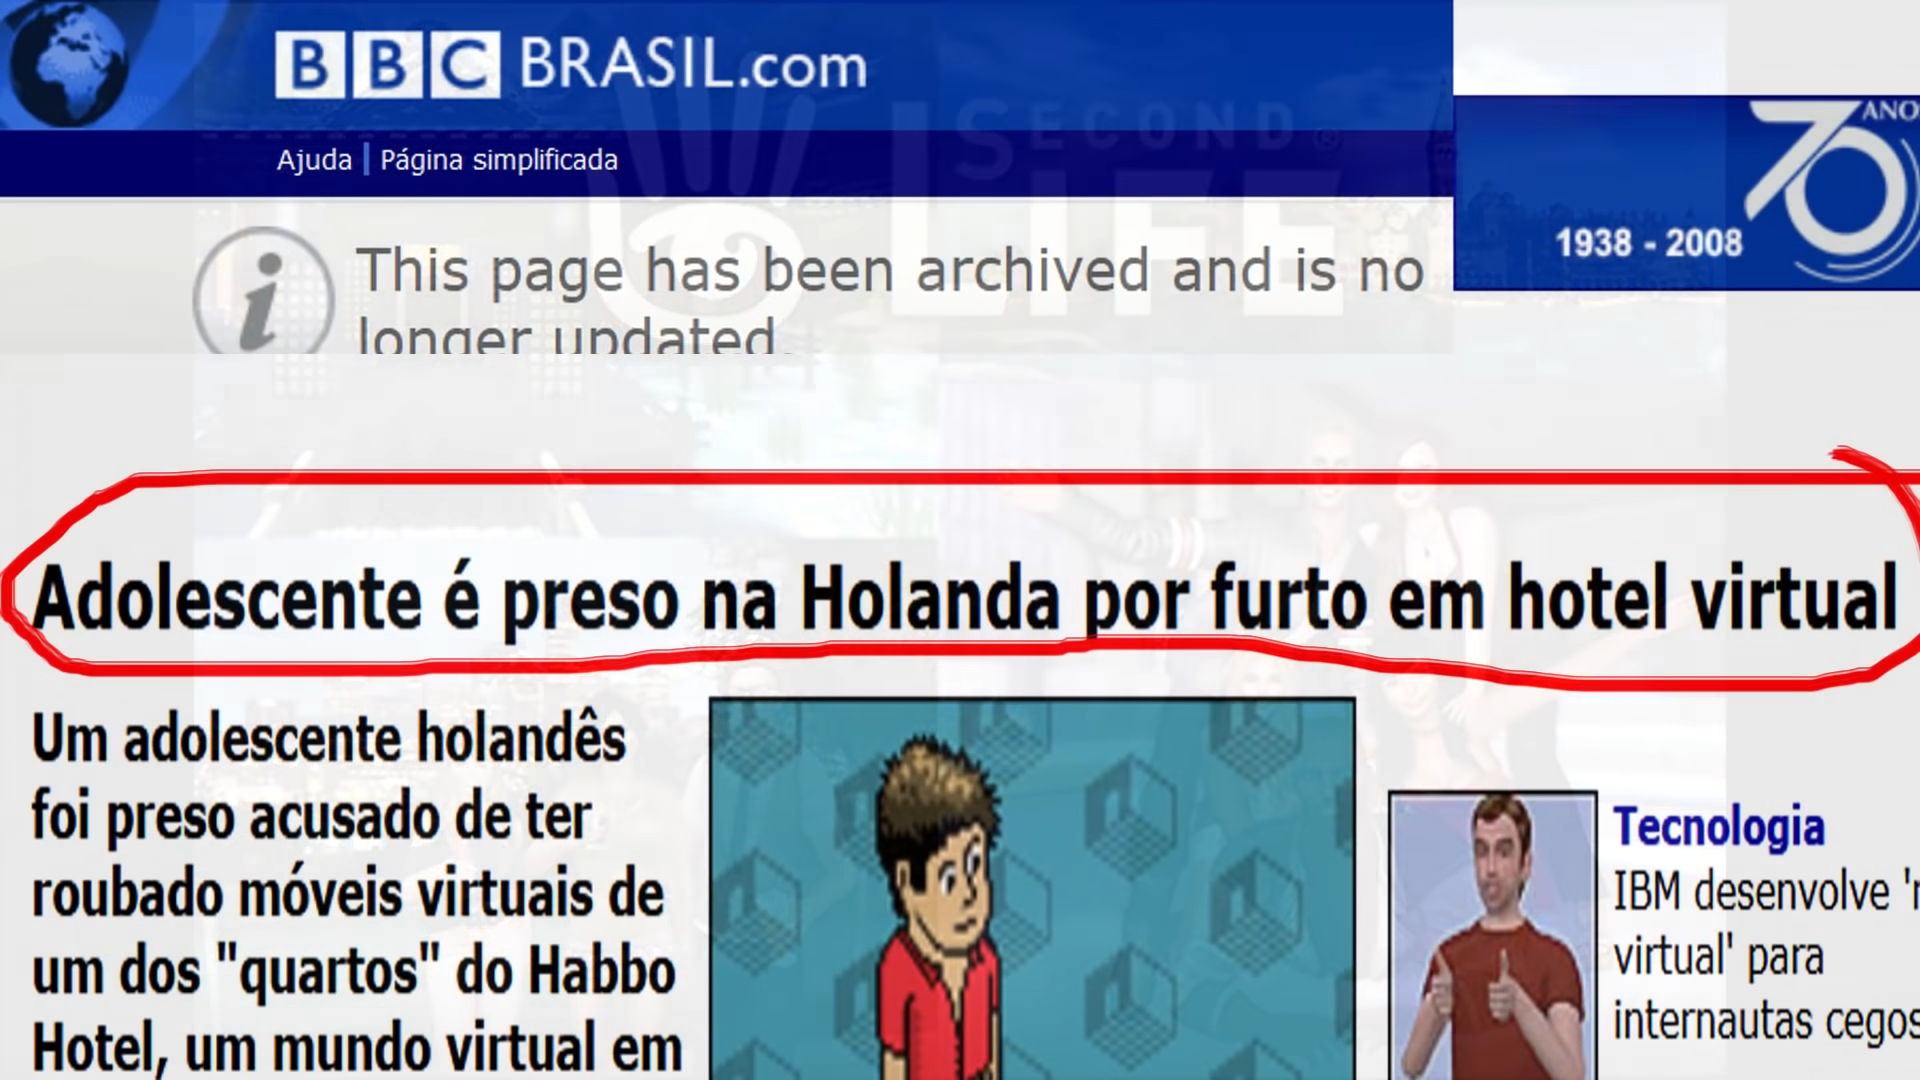 BBC BRASIL.com
Ajuda | Página simplificada
SECOND LIFE
70 ANO
1938 - 2008
This page has been archived and is no
longer updated.
Adolescente é preso na Holanda por furto em hotel virtual
Um adolescente holandês
foi preso acusado de ter
roubado móveis virtuais de
um dos "quartos" do Habbo
Hotel, um mundo virtual em
Tecnologia
IBM desenvolve
virtual' para
internautas cegos